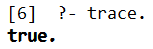 [6]  ?- trace.
true.